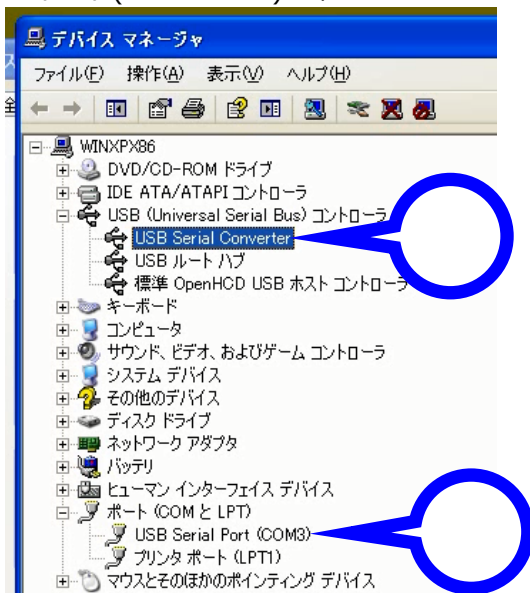 デバイス マネージャ
ファイル(F) 操作(A) 表示(V) ヘルプ(H)
WINXPX86
DVD/CD-ROM ドライブ
IDE ATA/ATAPI コントローラ
USB (Universal Serial Bus) コントローラ
USB Serial Converter
USB ルート ハブ
標準 OpenHCD USB ホスト コントローラ
キーボード
コンピュータ
サウンド、ビデオ、およびゲーム コントローラ
システム デバイス
その他のデバイス
ディスク ドライブ
ネットワーク アダプタ
バッテリ
ヒューマン インターフェイス デバイス
ポート (COM と LPT)
USB Serial Port (COM3)
プリンタ ポート (LPT1)
マウスとそのほかのポインティング デバイス